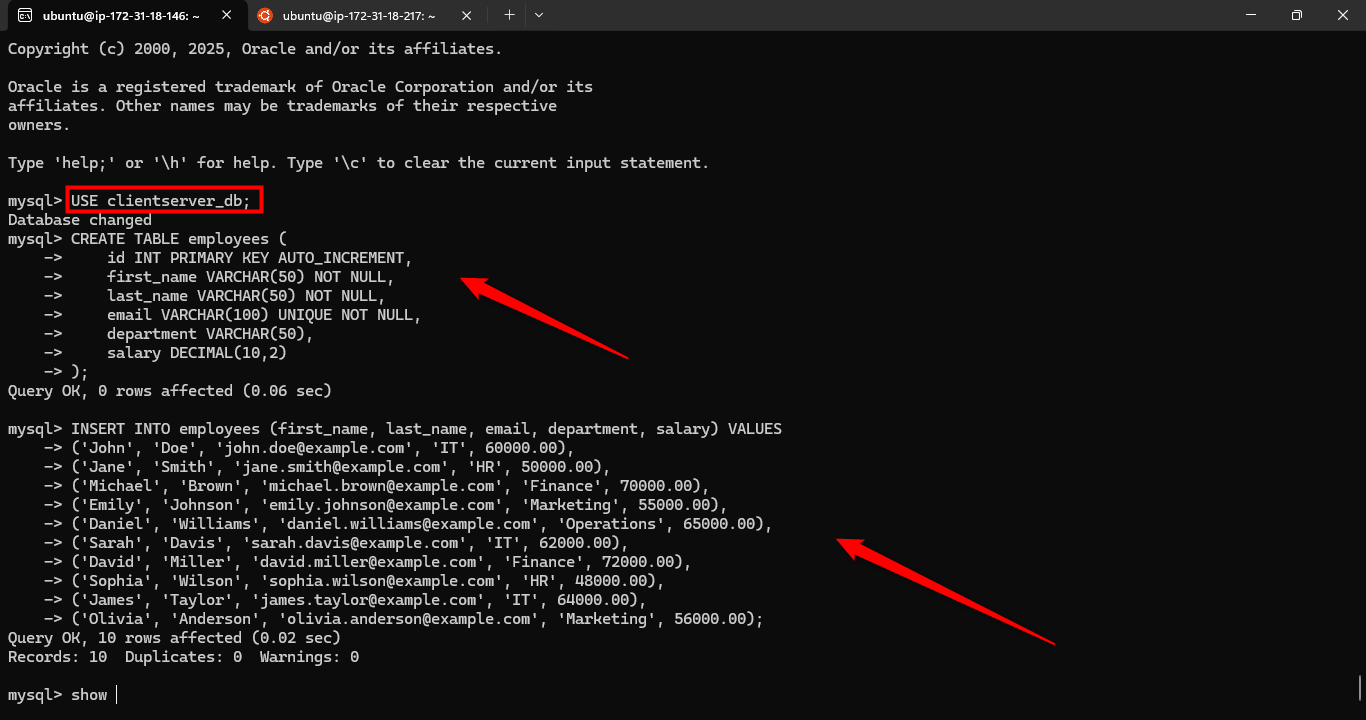 ubuntu@ip-172-31-18-146: ~
ubuntu@ip-172-31-18-217: ~
Copyright (c) 2000, 2025, Oracle and/or its affiliates.
Oracle is a registered trademark of Oracle Corporation and/or its
affiliates. Other names may be trademarks of their respective
owners.
Type 'help;' or '\h' for help. Type '\c' to clear the current input statement.
mysql> USE clientserver_db;
Database changed
mysql> CREATE TABLE employees (
    ->     id INT PRIMARY KEY AUTO_INCREMENT,
    ->     first_name VARCHAR(50) NOT NULL,
    ->     last_name VARCHAR(50) NOT NULL,
    ->     email VARCHAR(100) UNIQUE NOT NULL,
    ->     department VARCHAR(50),
    ->     salary DECIMAL(10,2)
    -> );
Query OK, 0 rows affected (0.06 sec)
mysql> INSERT INTO employees (first_name, last_name, email, department, salary) VALUES
    -> ('John', 'Doe', 'john.doe@example.com', 'IT', 60000.00),
    -> ('Jane', 'Smith', 'jane.smith@example.com', 'HR', 50000.00),
    -> ('Michael', 'Brown', 'michael.brown@example.com', 'Finance', 70000.00),
    -> ('Emily', 'Johnson', 'emily.johnson@example.com', 'Marketing', 55000.00),
    -> ('Daniel', 'Williams', 'daniel.williams@example.com', 'Operations', 65000.00),
    -> ('Sarah', 'Davis', 'sarah.davis@example.com', 'IT', 62000.00),
    -> ('David', 'Miller', 'david.miller@example.com', 'Finance', 72000.00),
    -> ('Sophia', 'Wilson', 'sophia.wilson@example.com', 'HR', 48000.00),
    -> ('James', 'Taylor', 'james.taylor@example.com', 'IT', 64000.00),
    -> ('Olivia', 'Anderson', 'olivia.anderson@example.com', 'Marketing', 56000.00);
Query OK, 10 rows affected (0.02 sec)
Records: 10  Duplicates: 0  Warnings: 0
mysql> show